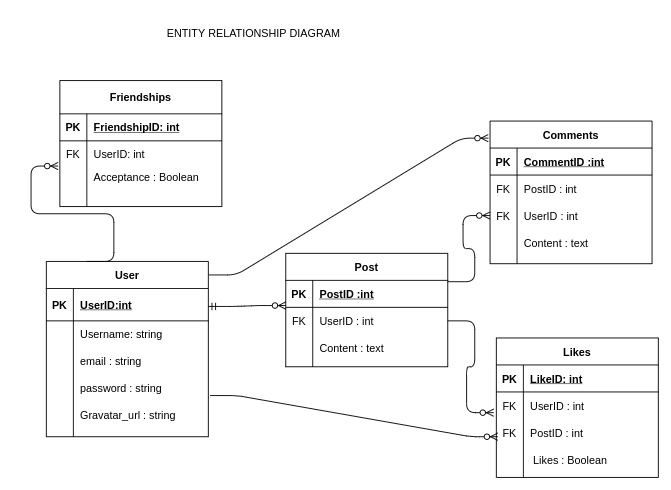 ENTITY RELATIONSHIP DIAGRAM
Friendships
PK FriendshipID: int
FK UserID: int
Acceptance : Boolean
Comments
PK CommentID :int
FK PostID : int
FK UserID : int
Content : text
User
PK UserID:int
Username: string
email : string
password : string
Gravatar_url : string
Post
PK PostID :int
FK UserID : int
Content : text
Likes
PK LikeID: int
FK UserID : int
FK PostID : int
Likes : Boolean